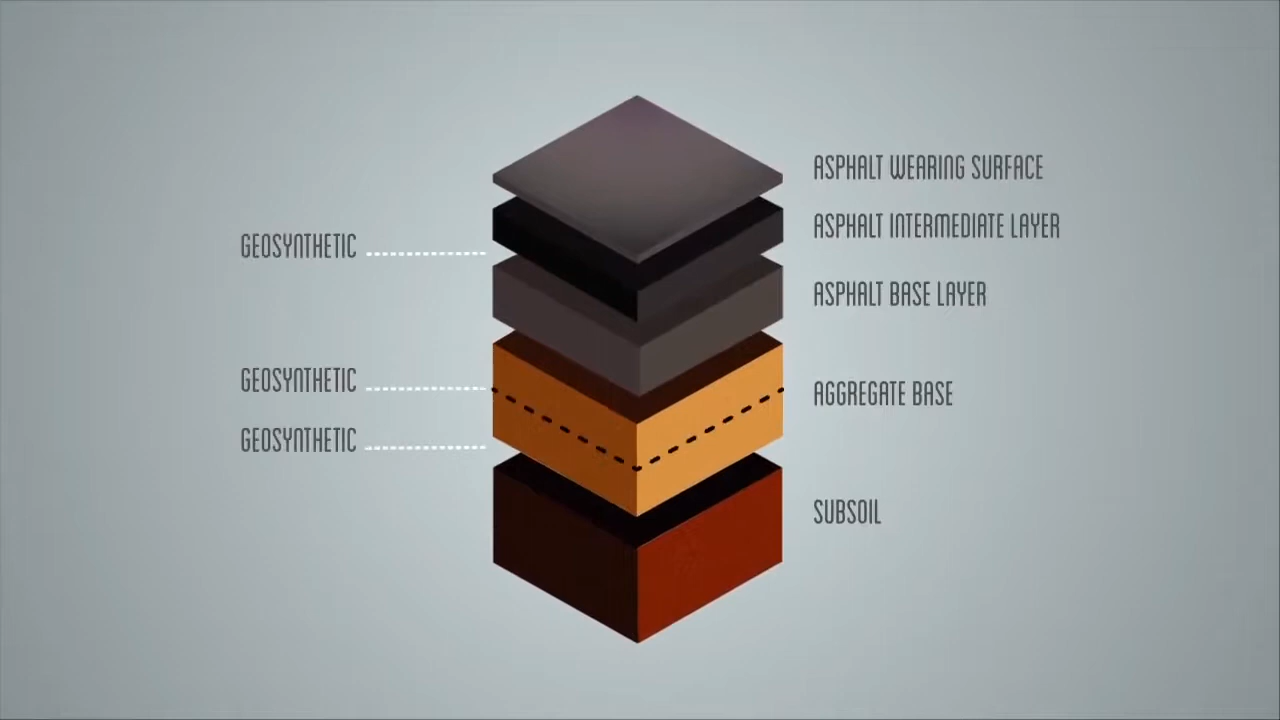 ASPHALT WEARING SURFACE
ASPHALT INTERMEDIATE LAYER
GEOSYNTHETIC
ASPHALT BASE LAYER
GEOSYNTHETIC
AGGREGATE BASE
GEOSYNTHETIC
SUBSOIL